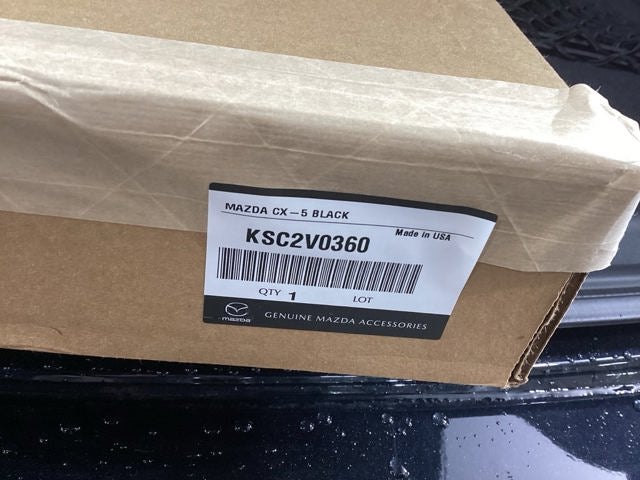 MAZDA CX-5 BLACK
Made in USA
KSC2V0360
QTY 1 LOT
mazda
GENUINE MAZDA ACCESSORIES